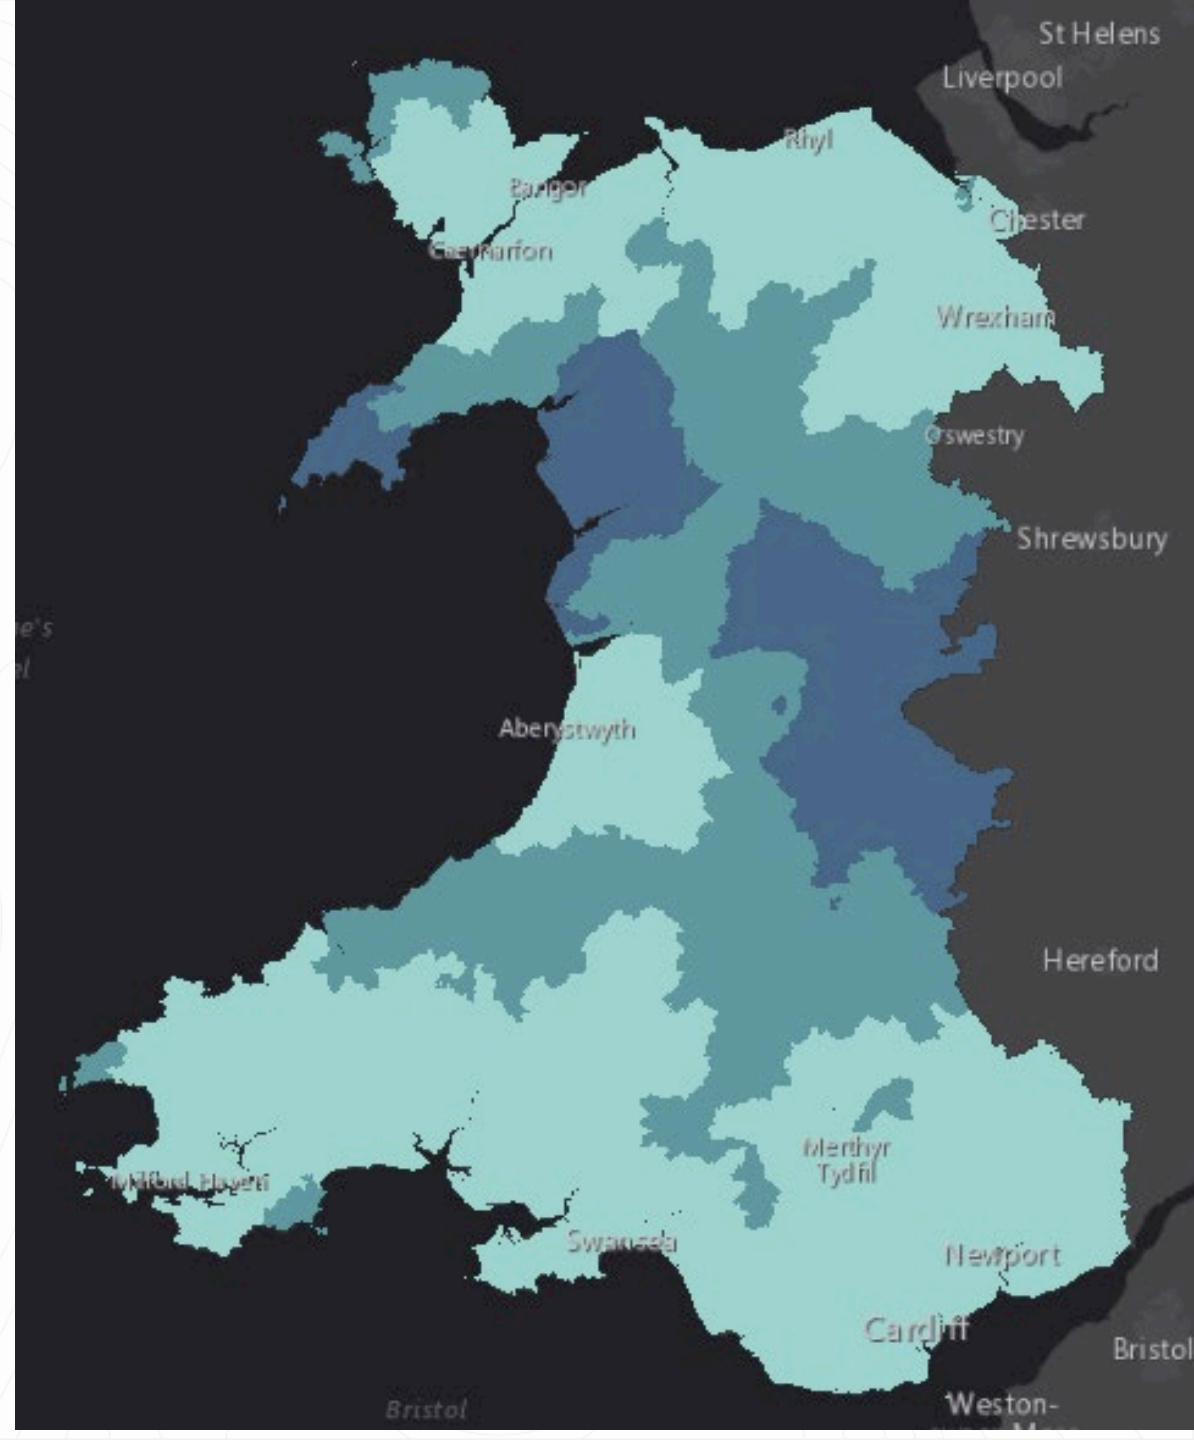 St Helens
Liverpool
Rhyl
Bangor
Chester
Caernarfon
Wrexham
Oswestry
Shrewsbury
Aberystwyth
Hereford
Merthyr
Tydfil
Milford Haven
Swansea
Newport
Cardiff
Bristol
Weston-
Bristol